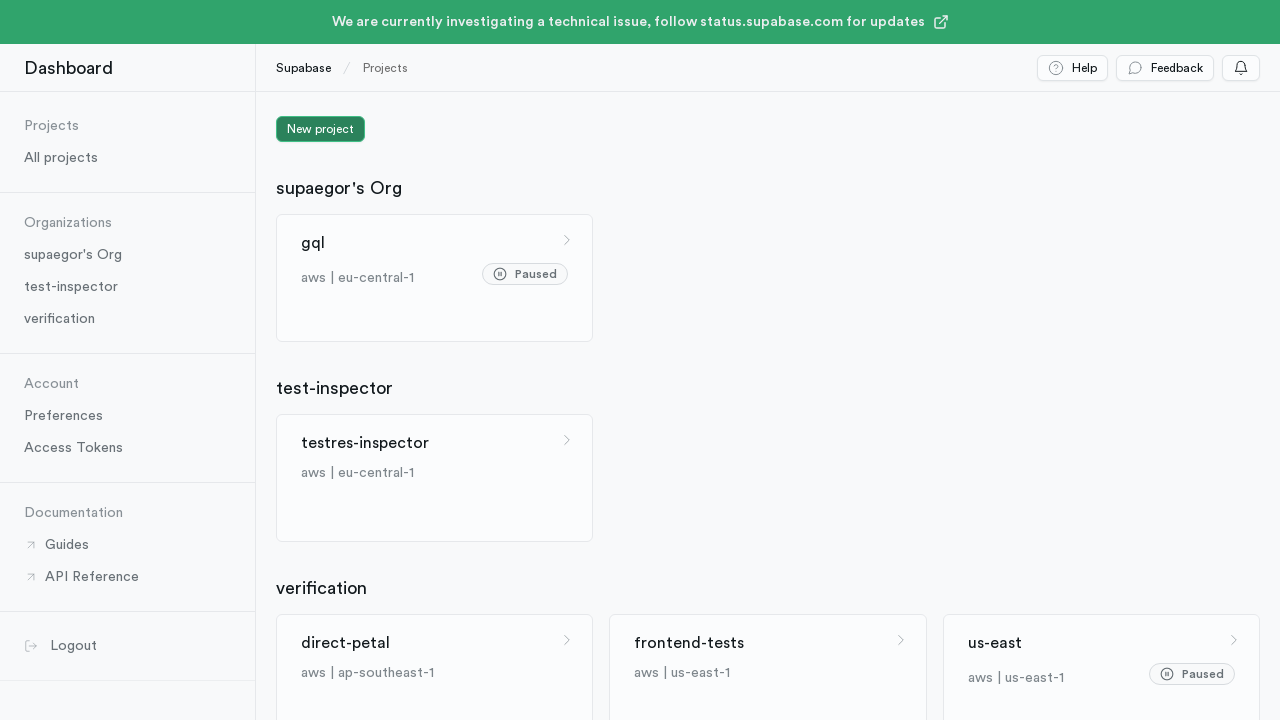 We are currently investigating a technical issue, follow status.supabase.com for updates
Dashboard
Supabase / Projects
Help
Feedback
Projects
All projects
Organizations
supaegor's Org
test-inspector
verification
Account
Preferences
Access Tokens
Documentation
Guides
API Reference
Logout
New project
supaegor's Org
gql
aws | eu-central-1
Paused
test-inspector
testres-inspector
aws | eu-central-1
verification
direct-petal
aws | ap-southeast-1
frontend-tests
aws | us-east-1
us-east
aws | us-east-1
Paused